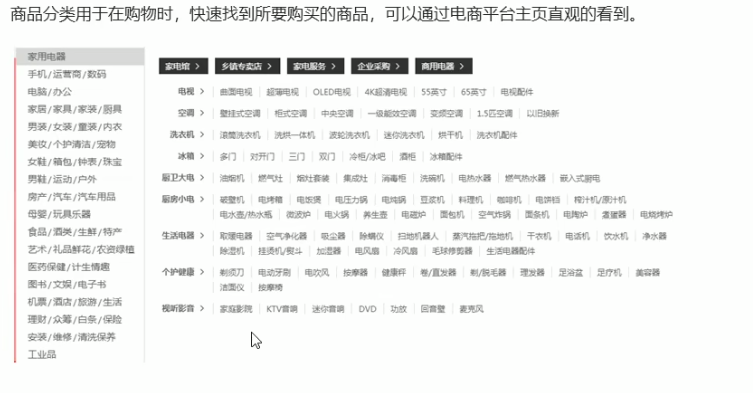 商品分类用于在购物时，快速找到所要购买的商品，可以通过电商平台主页直观的看到。
家用电器
手机/运营商/数码
电脑/办公
家居/家具/家装/厨具
男装/女装/童装/内衣
美妆/个护清洁/宠物
女鞋/箱包/钟表/珠宝
男鞋/运动/户外
房产/汽车/汽车用品
母婴/玩具乐器
食品/酒类/生鲜/特产
艺术/礼品鲜花/农资绿植
医药保健/计生情趣
图书/文娱/电子书
机票/酒店/旅游/生活
理财/众筹/白条/保险
安装/维修/清洗保养
工业品
家电馆 > 乡镇专卖店 > 家电服务 > 企业采购 > 商用电器 >
电视 > 曲面电视 超薄电视 OLED电视 4K超清电视 55英寸 65英寸 电视配件
空调 > 壁挂式空调 柜式空调 中央空调 一级能效空调 变频空调 1.5匹空调 以旧换新
洗衣机 > 滚筒洗衣机 洗烘一体机 波轮洗衣机 迷你洗衣机 烘干机 洗衣机配件
冰箱 > 多门 对开门 三门 双门 冷柜/冰吧 酒柜 冰箱配件
厨卫大电 > 油烟机 燃气灶 烟灶套装 集成灶 消毒柜 洗碗机 电热水器 燃气热水器 嵌入式厨电
厨房小电 > 破壁机 电烤箱 电饭煲 电压力锅 电炖锅 豆浆机 料理机 咖啡机 电饼铛 榨汁机/原汁机
电水壶/热水瓶 微波炉 电火锅 养生壶 电磁炉 面包机 空气炸锅 面条机 电陶炉 煮蛋器 电烧烤炉
生活电器 > 取暖电器 空气净化器 吸尘器 除螨仪 扫地机器人 蒸汽拖把/拖地机 干衣机 电话机 饮水机 净水器
除湿机 挂烫机/熨斗 加湿器 电风扇 冷风扇 毛球修剪器 生活电器配件
个护健康 > 剃须刀 电动牙刷 电吹风 按摩器 健康秤 卷/直发器 剃/脱毛器 理发器 足浴盆 足疗机 美容器
洁面仪 按摩椅
视听影音 > 家庭影院 KTV音响 迷你音响 DVD 功放 回音壁 麦克风